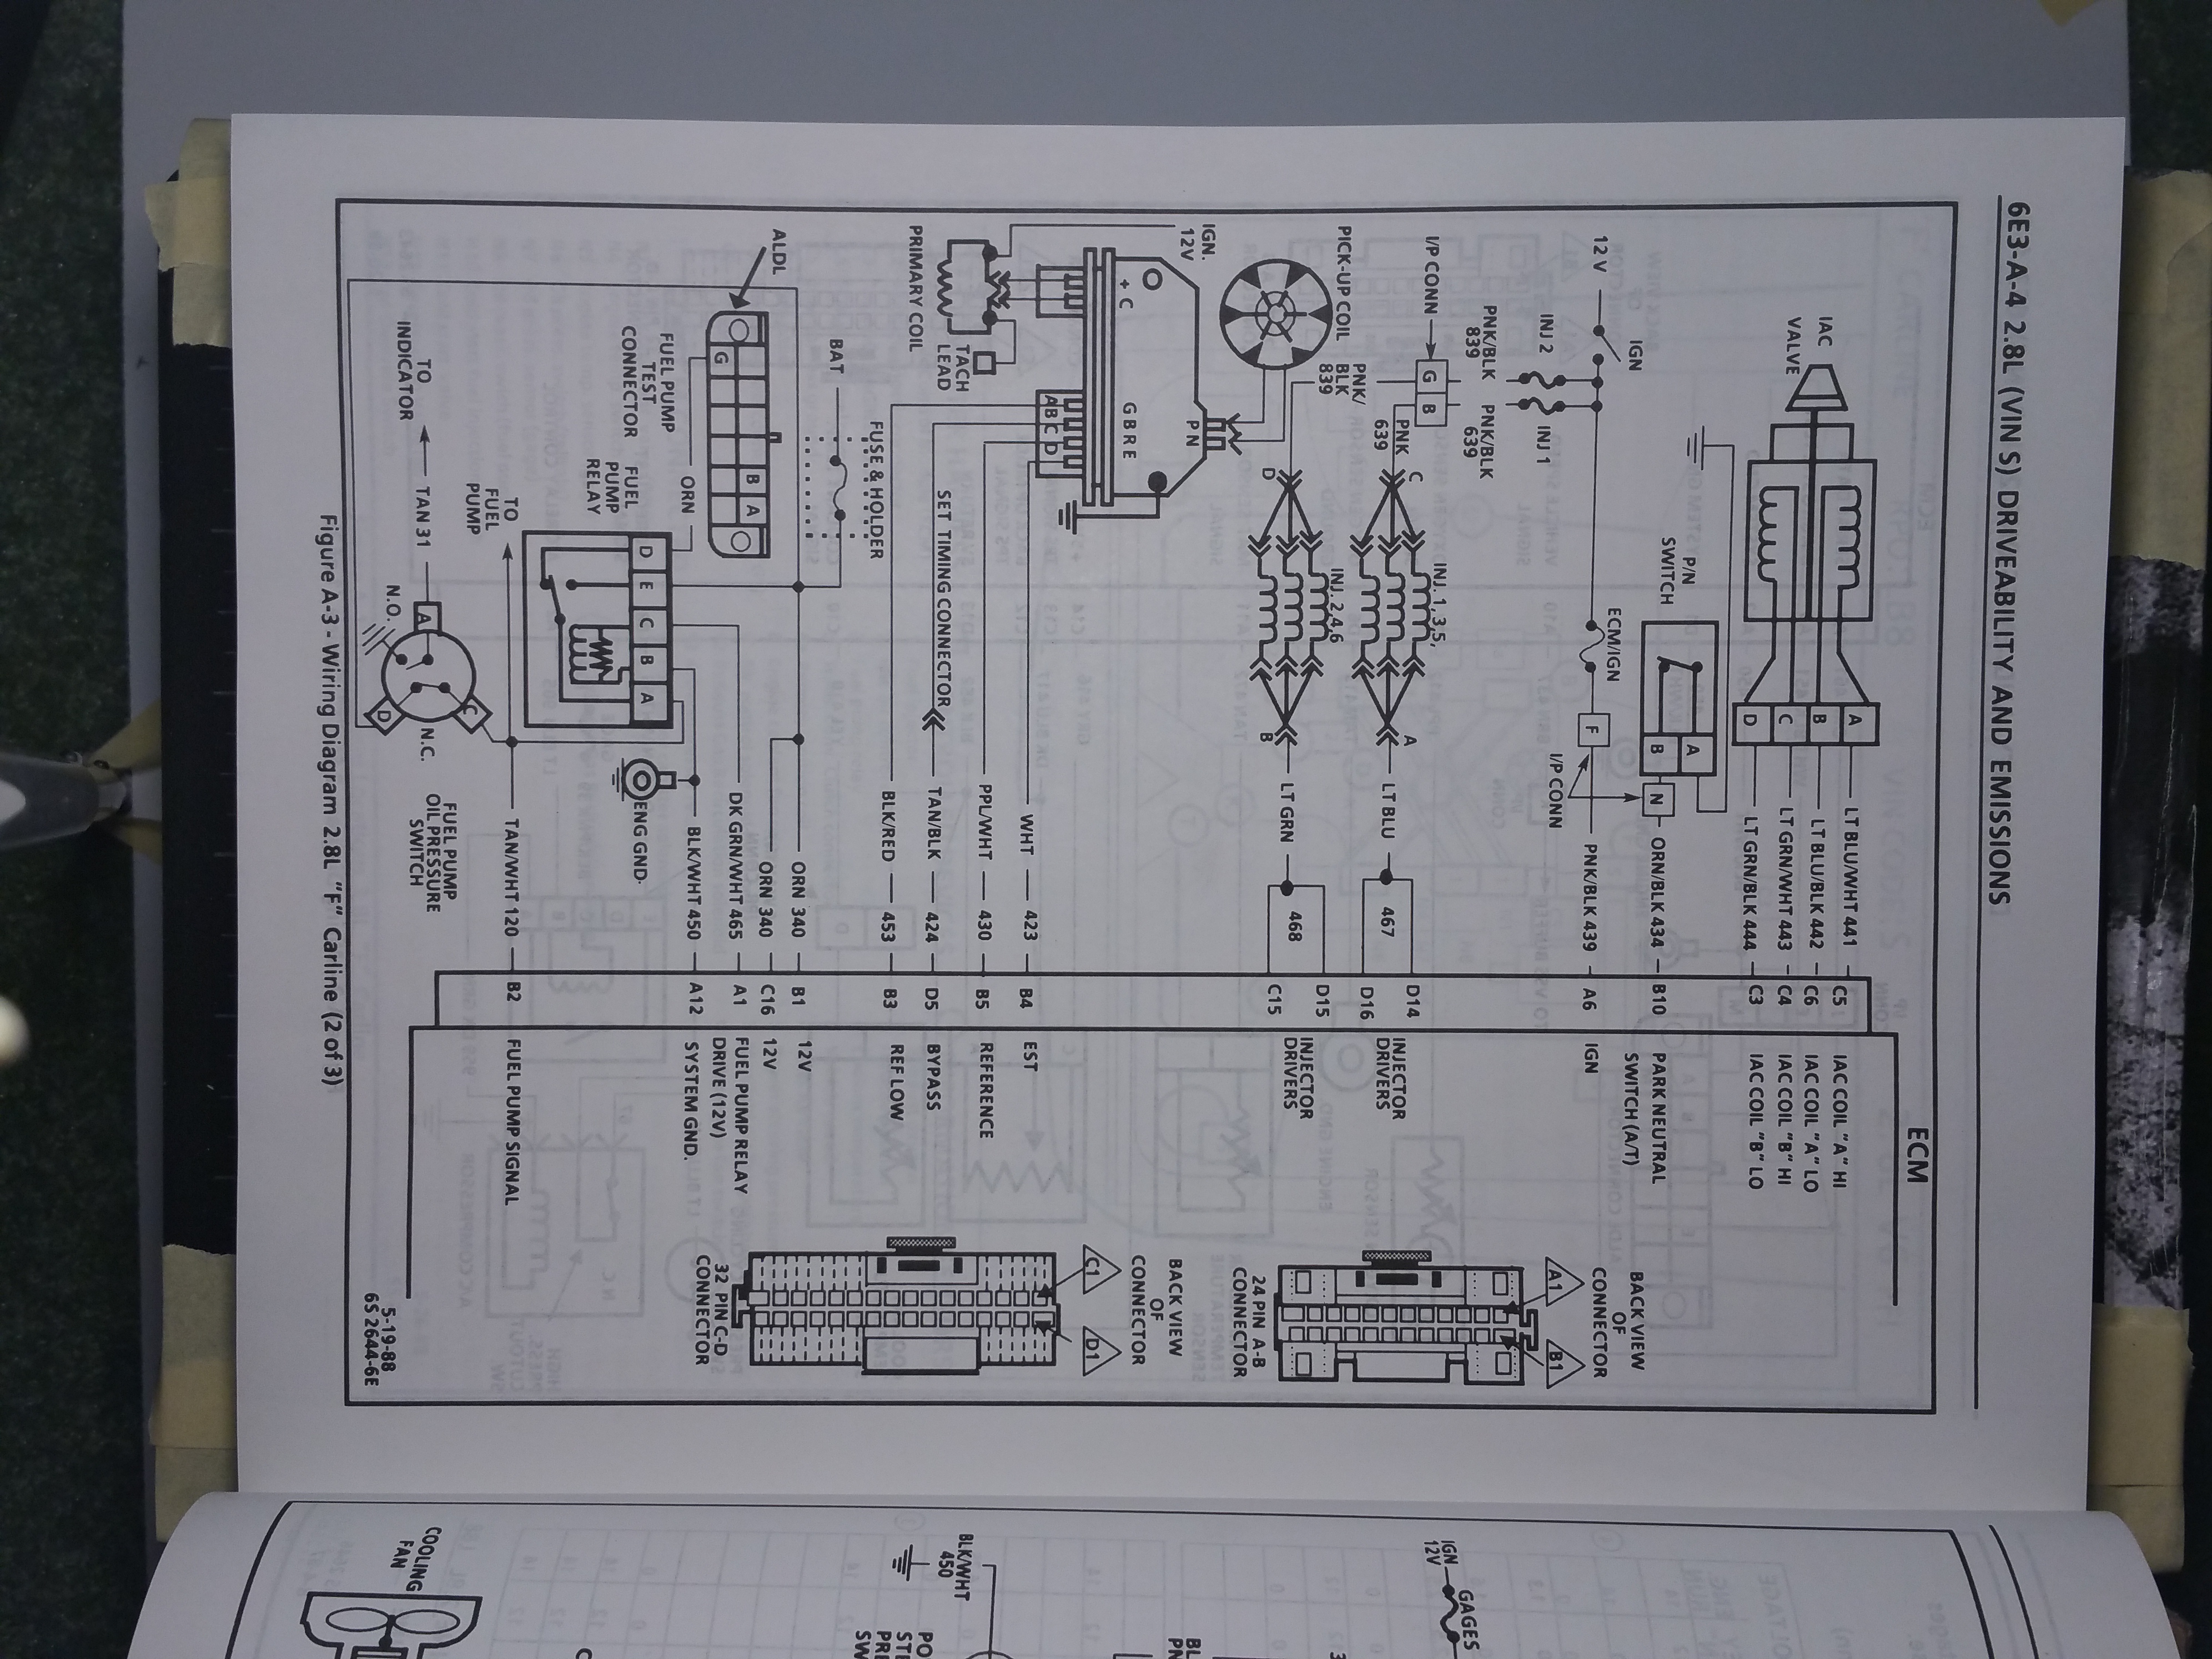 6E3-A-4 2.8L (VIN S) DRIVEABILITY AND EMISSIONS
ECM
IAC
VALVE
A
B
C
D
LT BLU/WHT 441
LT BLU/BLK 442
LT GRN/WHT 443
LT GRN/BLK 444
C5
C6
C4
C3
IAC COIL "A" HI
IAC COIL "A" LO
IAC COIL "B" HI
IAC COIL "B" LO
P/N
SWITCH
A
B
N
ORN/BLK 434
B10
PARK NEUTRAL
SWITCH (A/T)
12 V
IGN
ECM/IGN
F
I/P CONN
PNK/BLK 439
A6
IGN
INJ 2
INJ 1
PNK/BLK
839
PNK/BLK
639
I/P CONN
G
B
PNK
639
PNK/
BLK
839
C
INJ. 1,3,5,
A
LT BLU
467
D14
D16
INJECTOR
DRIVERS
D
INJ. 2,4,6
B
LT GRN
468
D15
C15
INJECTOR
DRIVERS
PICK-UP COIL
IGN.
12V
P N
+ C
G B R E
A B C D
PRIMARY COIL
TACH
LEAD
WHT
423
B4
EST
PPL/WHT
430
B5
REFERENCE
SET TIMING CONNECTOR
TAN/BLK
424
D5
BYPASS
BLK/RED
453
B3
REF LOW
FUSE & HOLDER
BAT
ORN 340
B1
12V
ORN 340
C16
12V
DK GRN/WHT 465
A1
FUEL PUMP RELAY
DRIVE (12V)
BLK/WHT 450
A12
SYSTEM GND.
ENG GND.
ALDL
G
B
A
FUEL PUMP
TEST
CONNECTOR
ORN
FUEL
PUMP
RELAY
D
E
C
B
A
TO
FUEL
PUMP
TAN/WHT 120
B2
FUEL PUMP SIGNAL
TO
INDICATOR
TAN 31
A
N.O.
N.C.
C
D
FUEL PUMP
OIL PRESSURE
SWITCH
BACK VIEW
OF
CONNECTOR
A1
B1
24 PIN A-B
CONNECTOR
BACK VIEW
OF
CONNECTOR
C1
D1
32 PIN C-D
CONNECTOR
5-19-88
6S 2644-6E
Figure A-3 - Wiring Diagram 2.8L "F" Carline (2 of 3)
IGN
12V
GAGES
BLK/WHT
450
COOLING
FAN